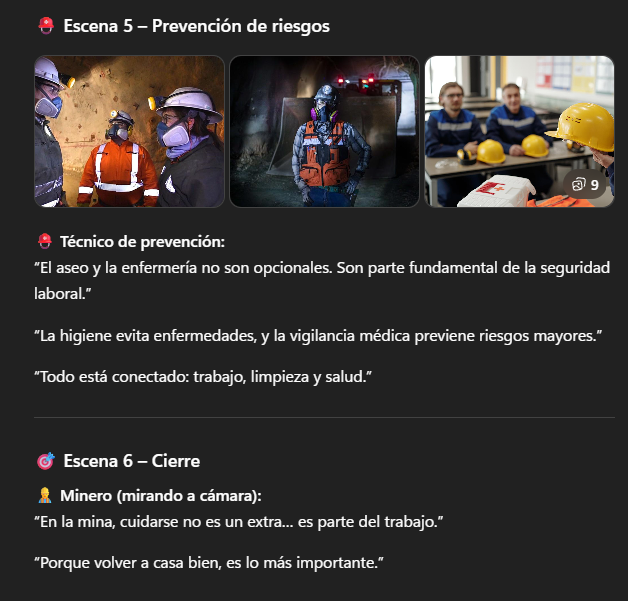 Escena 5 – Prevención de riesgos
9
Técnico de prevención:
“El aseo y la enfermería no son opcionales. Son parte fundamental de la seguridad
laboral.”
“La higiene evita enfermedades, y la vigilancia médica previene riesgos mayores.”
“Todo está conectado: trabajo, limpieza y salud.”
Escena 6 – Cierre
Minero (mirando a cámara):
“En la mina, cuidarse no es un extra... es parte del trabajo.”
“Porque volver a casa bien, es lo más importante.”